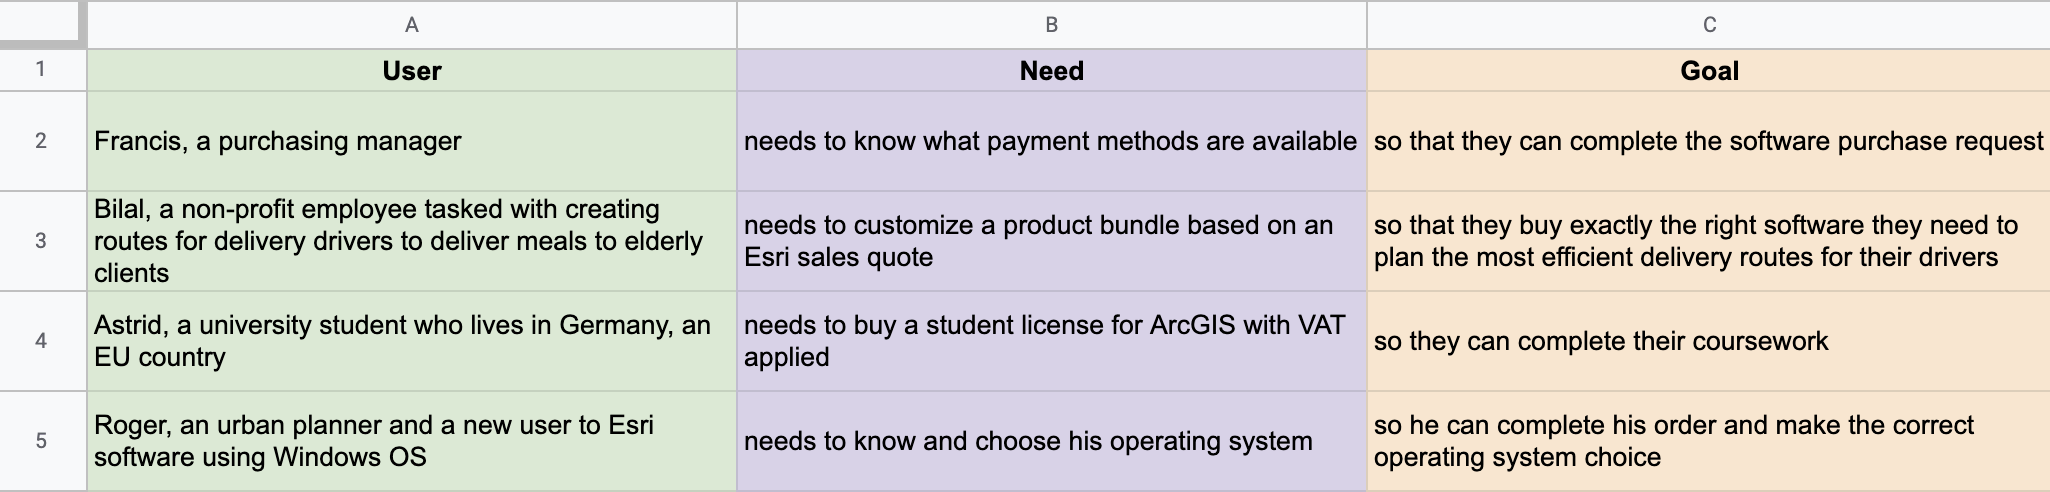 A B C
1 User Need Goal
2 Francis, a purchasing manager needs to know what payment methods are available so that they can complete the software purchase request
3 Bilal, a non-profit employee tasked with creating
routes for delivery drivers to deliver meals to elderly
clients
needs to customize a product bundle based on an
Esri sales quote
so that they buy exactly the right software they need to
plan the most efficient delivery routes for their drivers
4 Astrid, a university student who lives in Germany, an
EU country
needs to buy a student license for ArcGIS with VAT
applied
so they can complete their coursework
5 Roger, an urban planner and a new user to Esri
software using Windows OS
needs to know and choose his operating system
so he can complete his order and make the correct
operating system choice